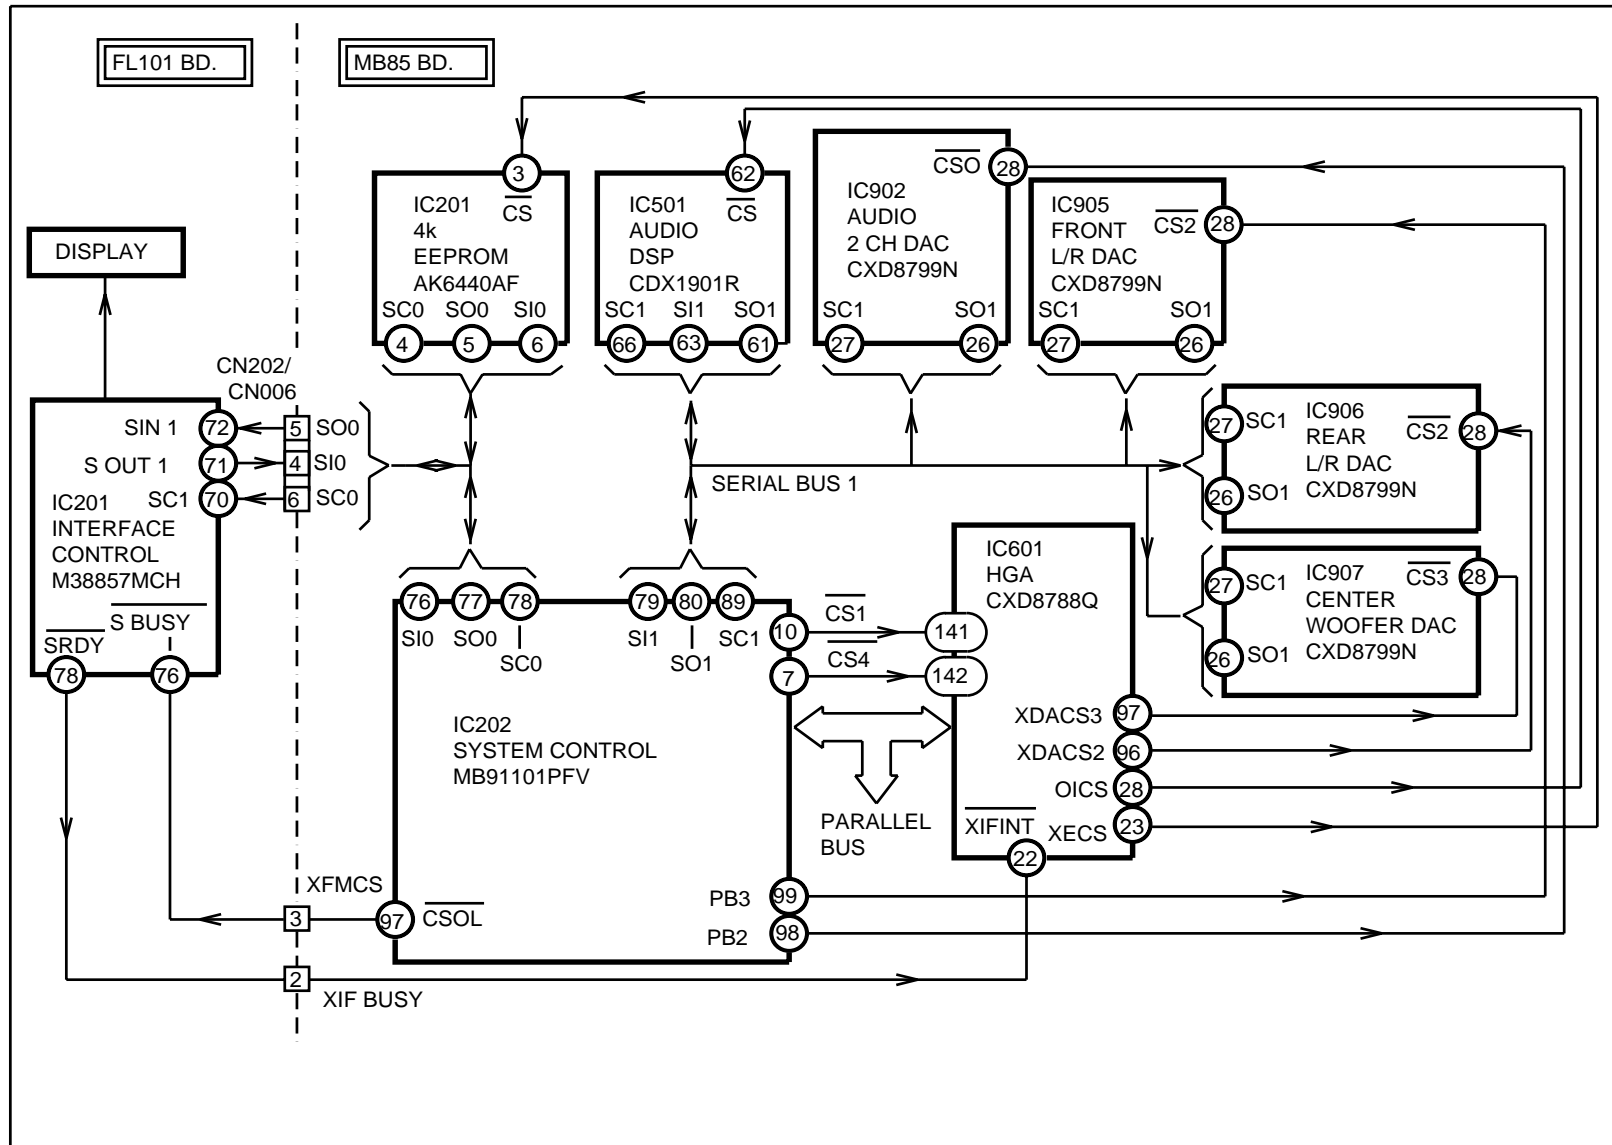 FL101 BD.
MB85 BD.
DISPLAY
3
CS
IC201
4k
EEPROM
AK6440AF
SC0 SO0 SI0
4 5 6
62
CS
IC501
AUDIO
DSP
CDX1901R
SC1 SI1 SO1
66 63 61
CSO 28
IC902
AUDIO
2 CH DAC
CXD8799N
SC1 SO1
27 26
CS2 28
IC905
FRONT
L/R DAC
CXD8799N
SC1 SO1
27 26
CN202/
CN006
SIN 1 72 5 SO0
S OUT 1 71 4 SI0
SC1 70 6 SC0
IC201
INTERFACE
CONTROL
M38857MCH
S BUSY
SRDY
78 76
SERIAL BUS 1
27 SC1
IC906
REAR
L/R DAC
CXD8799N
CS2 28
26 SO1
27 SC1
IC907
CENTER
WOOFER DAC
CXD8799N
CS3 28
26 SO1
76 77 78
SI0 SO0 SC0
79 80 89
SI1 SO1 SC1
10 CS1 141
7 CS4 142
IC601
HGA
CXD8788Q
IC202
SYSTEM CONTROL
MB91101PFV
PARALLEL
BUS
XDACS3 97
XDACS2 96
OICS 28
XECS 23
XIFINT
22
PB3 99
PB2 98
XFMCS
3 97 CSOL
2
XIF BUSY